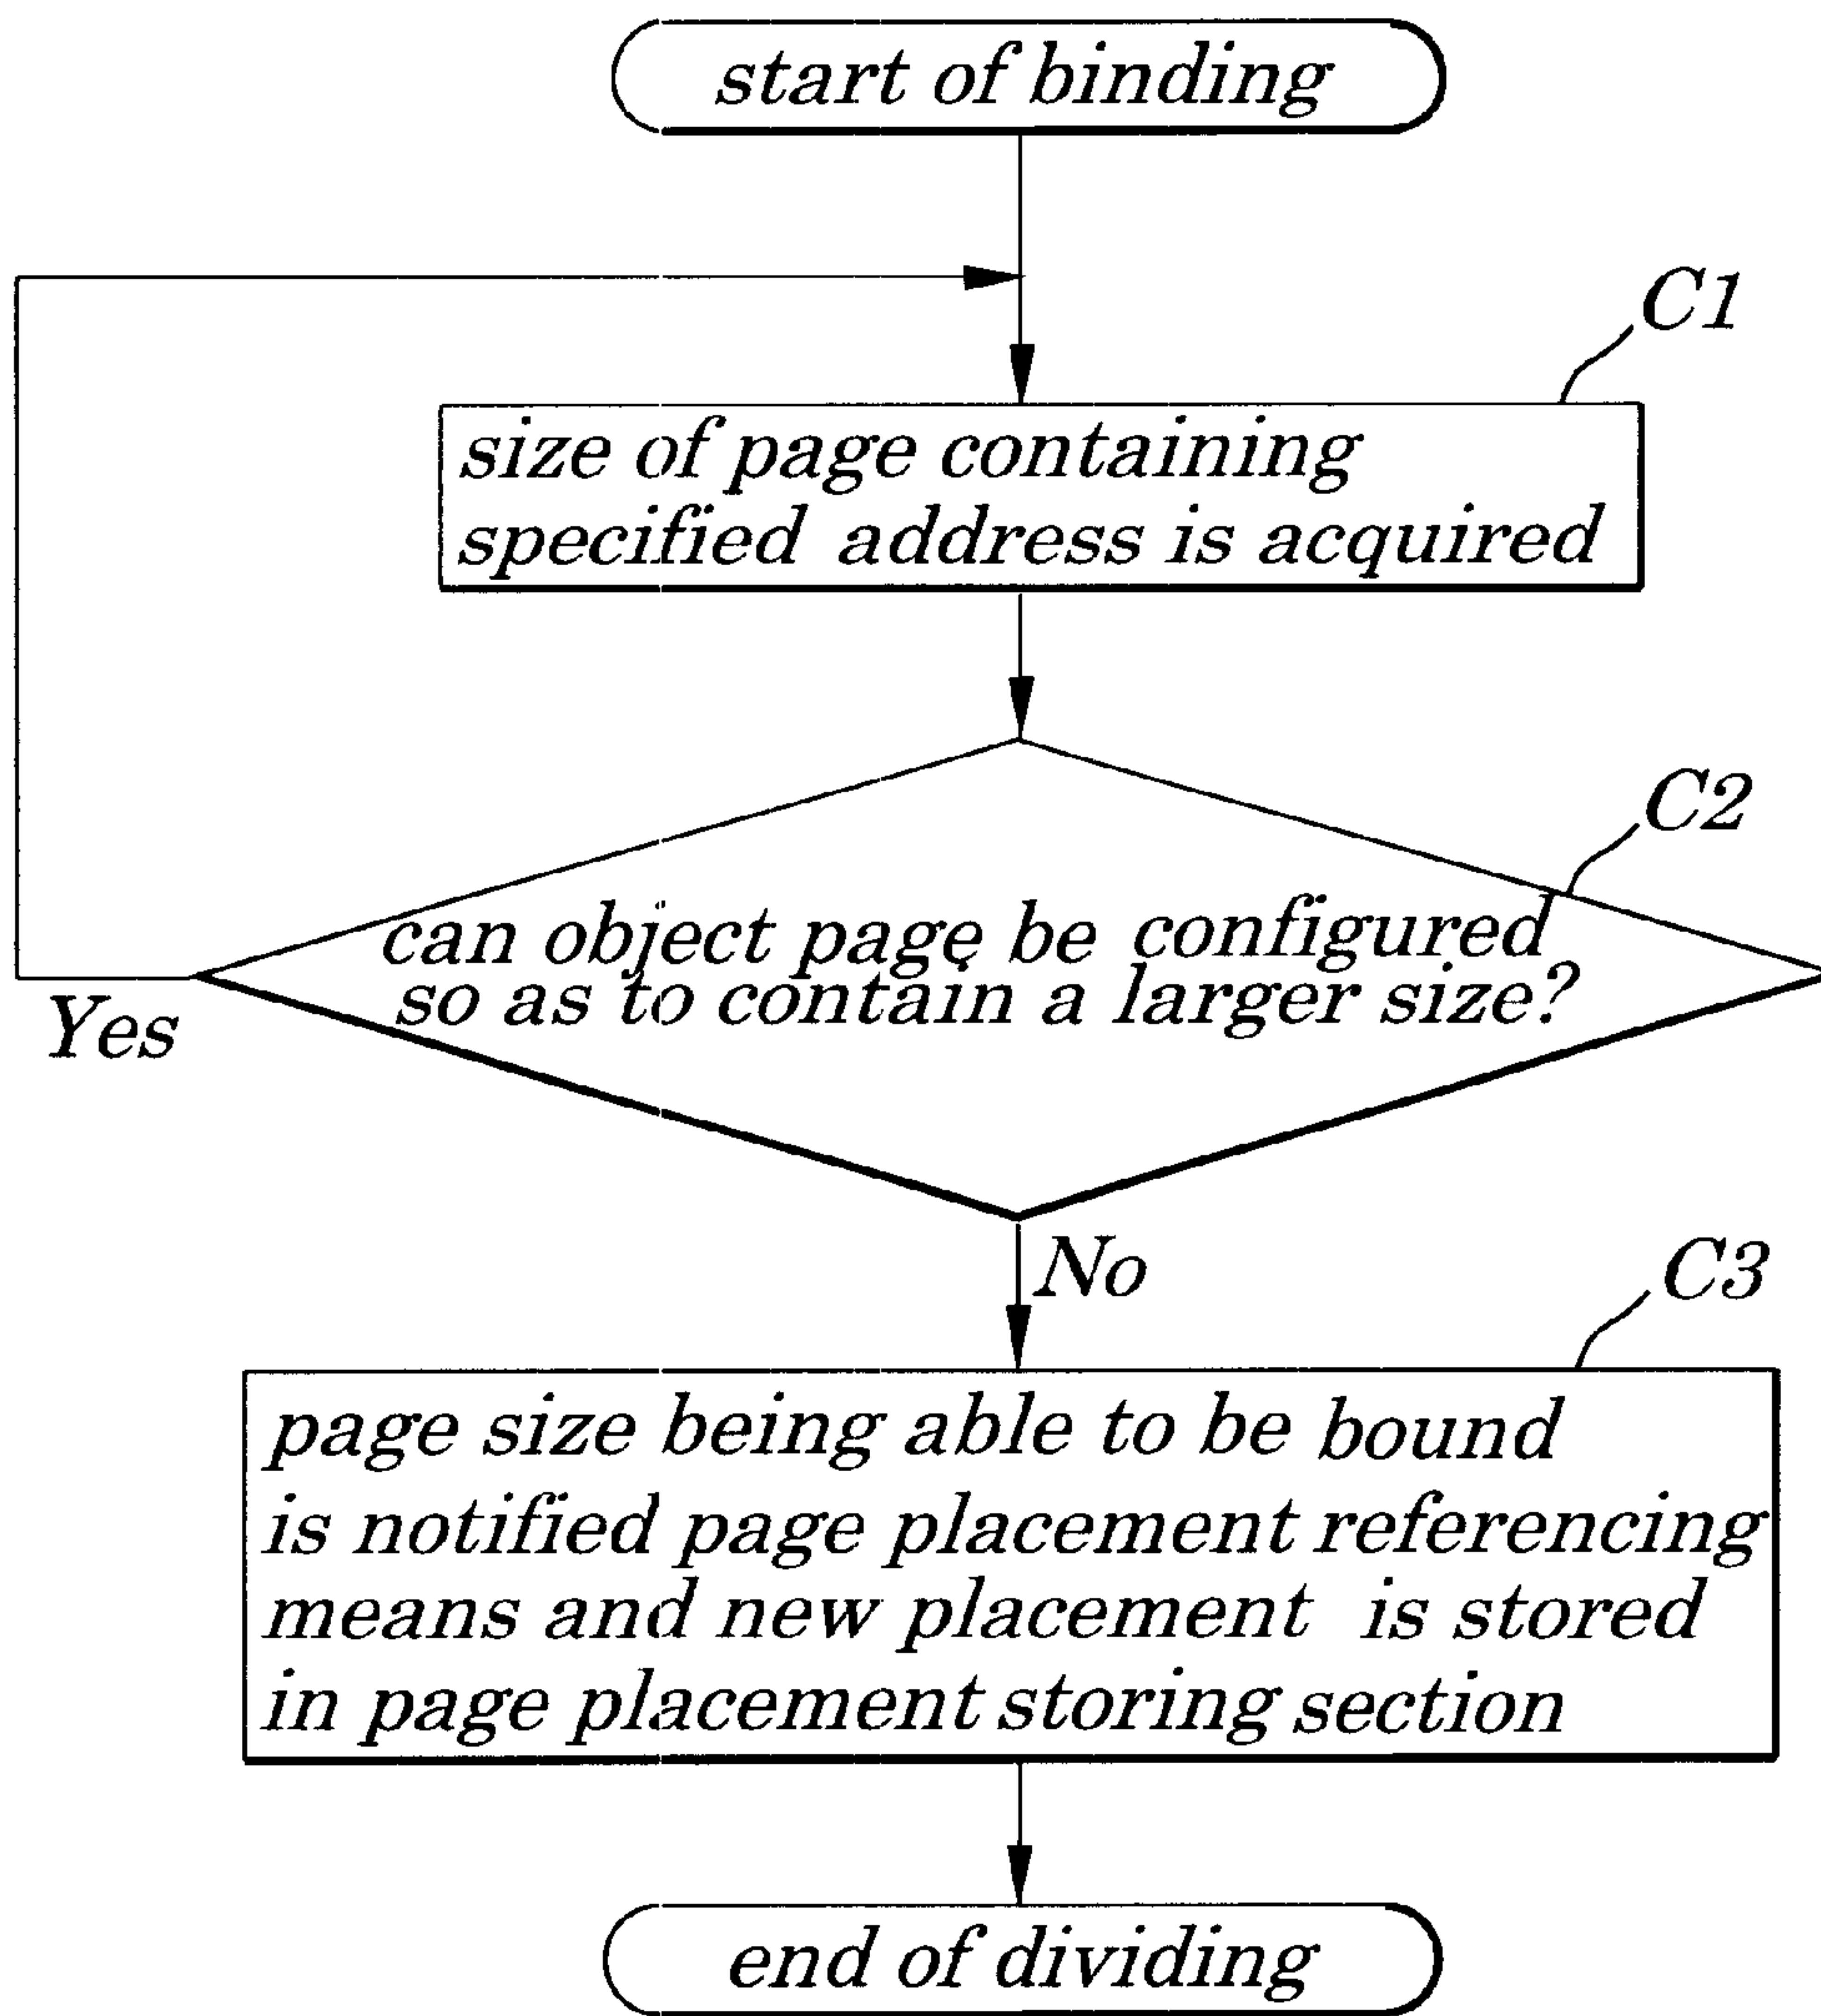 start of binding
C1
size of page containing
specified address is acquired
C2
can object page be configured
so as to contain a larger size?
Yes
No
C3
page size being able to be bound
is notified page placement referencing
means and new placement is stored
in page placement storing section
end of dividing